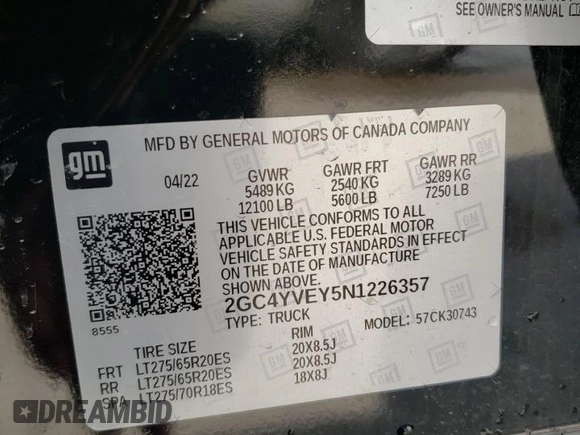 SEE OWNER'S MANUAL
GM
gm
MFD BY GENERAL MOTORS OF CANADA COMPANY
04/22
GVWR GAWR FRT GAWR RR
5489 KG 2540 KG 3289 KG
12100 LB 5600 LB 7250 LB
THIS VEHICLE CONFORMS TO ALL
APPLICABLE U.S. FEDERAL MOTOR
VEHICLE SAFETY STANDARDS IN EFFECT
ON THE DATE OF MANUFACTURE
SHOWN ABOVE.
2GC4YVEY5N1226357
8555
TYPE: TRUCK MODEL: 57CK30743
TIRE SIZE RIM
FRT LT275/65R20ES 20X8.5J
RR LT275/65R20ES 20X8.5J
SPA LT275/70R18ES 18X8J
DREAMBID